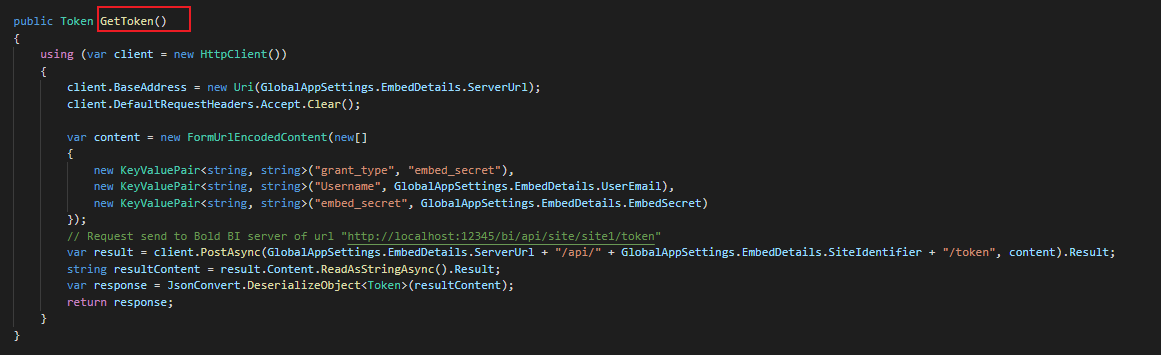 public Token GetToken()
{
using (var client = new HttpClient())
{
client.BaseAddress = new Uri(GlobalAppSettings.EmbedDetails.ServerUrl);
client.DefaultRequestHeaders.Accept.Clear();
var content = new FormUrlEncodedContent(new[]
{
new KeyValuePair<string, string>("grant_type", "embed_secret"),
new KeyValuePair<string, string>("Username", GlobalAppSettings.EmbedDetails.UserEmail),
new KeyValuePair<string, string>("embed_secret", GlobalAppSettings.EmbedDetails.EmbedSecret)
});
// Request send to Bold BI server of url "http://localhost:12345/bi/api/site/site1/token"
var result = client.PostAsync(GlobalAppSettings.EmbedDetails.ServerUrl + "/api/" + GlobalAppSettings.EmbedDetails.SiteIdentifier + "/token", content).Result;
string resultContent = result.Content.ReadAsStringAsync().Result;
var response = JsonConvert.DeserializeObject<Token>(resultContent);
return response;
}
}